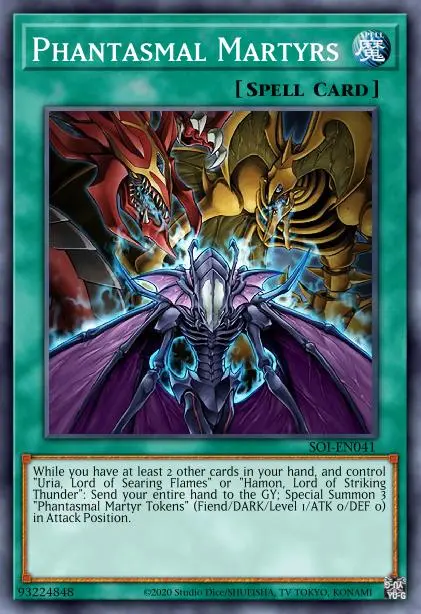 PHANTASMAL MARTYRS
SPELL
魔
[SPELL CARD]
SOI-EN041
While you have at least 2 other cards in your hand, and control
"Uria, Lord of Searing Flames" or "Hamon, Lord of Striking
Thunder": Send your entire hand to the GY; Special Summon 3
"Phantasmal Martyr Tokens" (Fiend/DARK/Level 1/ATK 0/DEF 0)
in Attack Position.
93224848
©2020 Studio Dice/SHUEISHA, TV TOKYO, KONAMI